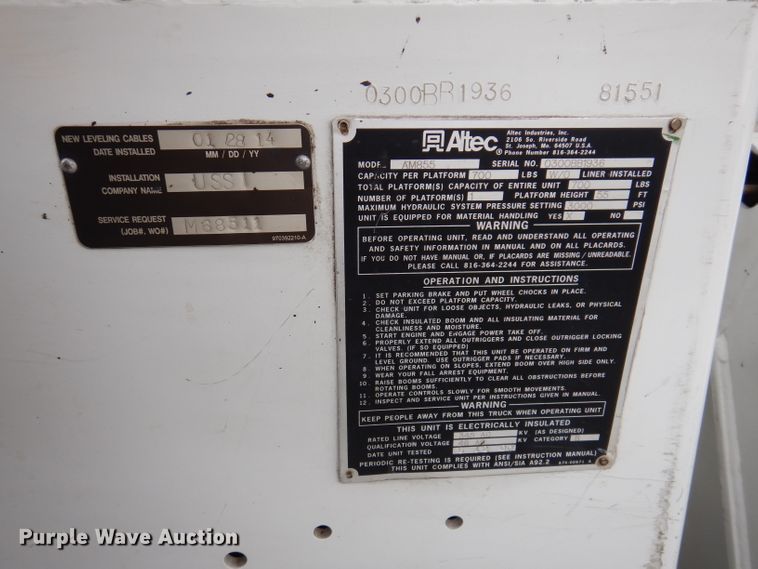 0300BB1936 81551
NEW LEVELING CABLES 01 28 14
DATE INSTALLED MM / DD / YY
INSTALLATION USS
COMPANY NAME
SERVICE REQUEST M68511
(JOB#, WO#)
970392210-A
Altec
Altec Industries, Inc.
2106 So. Riverside Road
St. Joseph, Mo. 64507 U.S.A.
Phone Number 816-364-2244
MODEL AM855 SERIAL NO. 0300BB1936
CAPACITY PER PLATFORM 700 LBS W/O LINER INSTALLED
TOTAL PLATFORM(S) CAPACITY OF ENTIRE UNIT 700 LBS
NUMBER OF PLATFORM(S) 1 PLATFORM HEIGHT 55 FT
MAXIMUM HYDRAULIC SYSTEM PRESSURE SETTING 3000 PSI
UNIT IS EQUIPPED FOR MATERIAL HANDLING YES X NO
WARNING
BEFORE OPERATING UNIT, READ AND UNDERSTAND ALL OPERATING
AND SAFETY INFORMATION IN MANUAL AND ON ALL PLACARDS.
IF YOU DO NOT HAVE MANUAL OR, IF PLACARDS ARE MISSING / UNREADABLE,
PLEASE CALL 816-364-2244 FOR ASSISTANCE.
OPERATION AND INSTRUCTIONS
1. SET PARKING BRAKE AND PUT WHEEL CHOCKS IN PLACE.
2. DO NOT EXCEED PLATFORM CAPACITY.
3. CHECK UNIT FOR LOOSE OBJECTS, HYDRAULIC LEAKS, OR PHYSICAL
DAMAGE.
4. CHECK INSULATED BOOM AND ALL INSULATING MATERIAL FOR
CLEANLINESS AND MOISTURE.
5. START ENGINE AND ENGAGE POWER TAKE OFF.
6. PROPERLY EXTEND ALL OUTRIGGERS AND CLOSE OUTRIGGER LOCKING
VALVES. (IF SO EQUIPPED)
7. IT IS RECOMMENDED THAT THIS UNIT BE OPERATED ON FIRM AND
LEVEL GROUND. USE OUTRIGGER PADS IF NECESSARY.
8. WHEN OPERATING ON SLOPES, EXTEND BOOM OVER HIGH SIDE ONLY.
9. WEAR YOUR FALL ARREST EQUIPMENT.
10. RAISE BOOMS SUFFICIENTLY TO CLEAR ALL OBSTRUCTIONS BEFORE
ROTATING BOOMS.
11. OPERATE CONTROLS SLOWLY FOR SMOOTH MOVEMENTS.
12. INSPECT AND SERVICE UNIT PER INSTRUCTIONS GIVEN IN MANUAL.
WARNING
KEEP PEOPLE AWAY FROM THIS TRUCK WHEN OPERATING UNIT
THIS UNIT IS ELECTRICALLY INSULATED
RATED LINE VOLTAGE KV (AS DESIGNED)
QUALIFICATION VOLTAGE KV CATEGORY B
DATE UNIT TESTED
PERIODIC RE-TESTING IS REQUIRED (SEE INSTRUCTION MANUAL)
THIS UNIT COMPLIES WITH ANSI/SIA A92.2
Purple Wave Auction